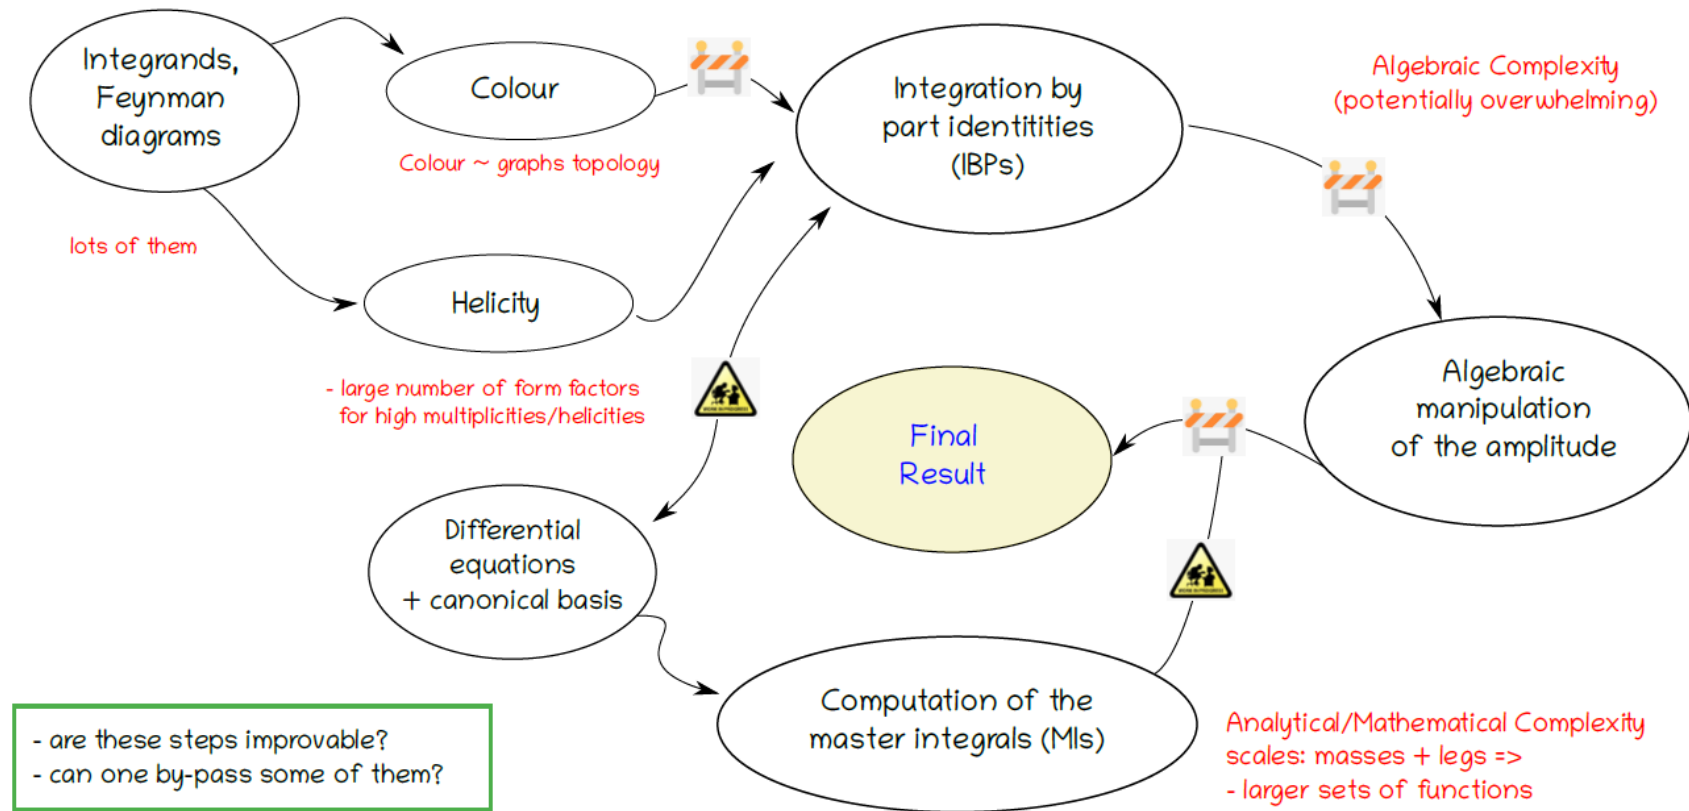 Integrands,
Feynman
diagrams
Colour
Colour ~ graphs topology
lots of them
Helicity
- large number of form factors
for high multiplicities/helicities
Integration by
part identitities
(IBPs)
Algebraic Complexity
(potentially overwhelming)
Algebraic
manipulation
of the amplitude
Final
Result
Differential
equations
+ canonical basis
Computation of the
master integrals (MIs)
Analytical/Mathematical Complexity
scales: masses + legs =>
- larger sets of functions
- are these steps improvable?
- can one by-pass some of them?